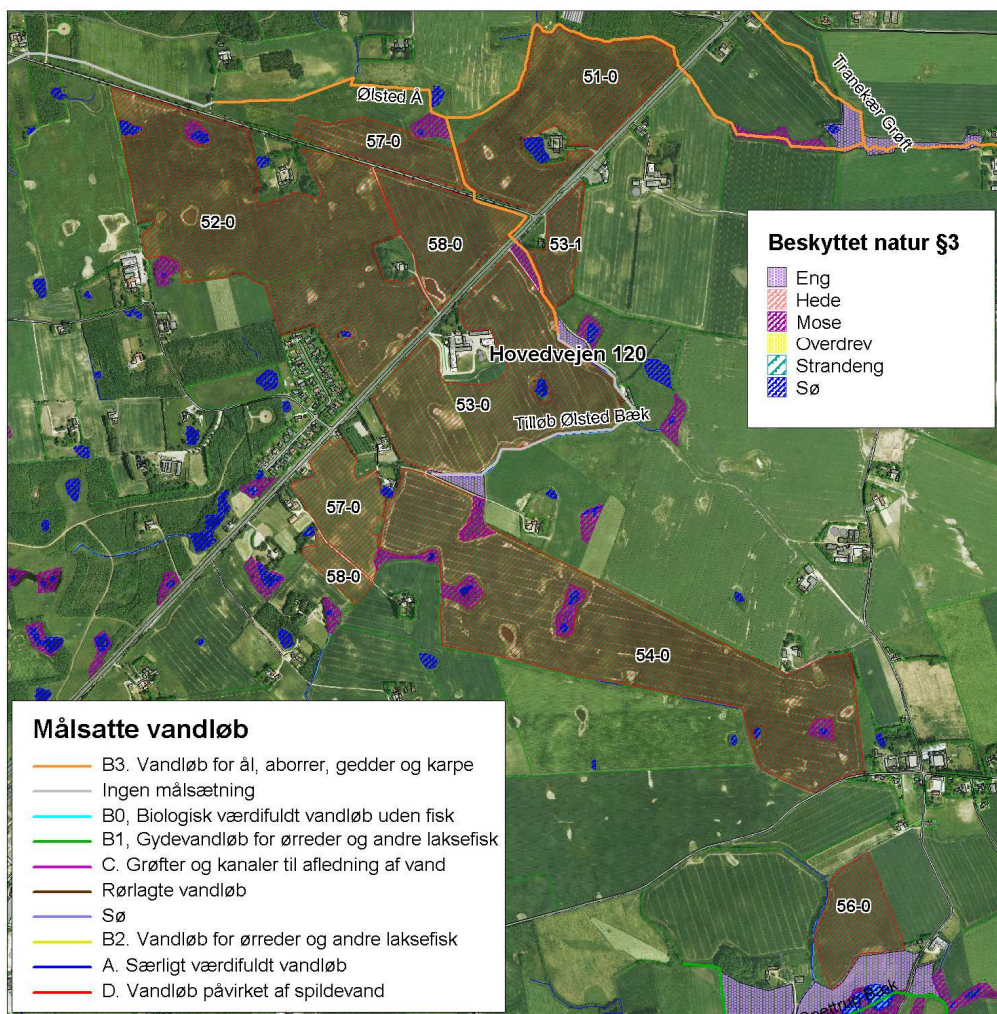 51-0
Tranekær Grøft
Ølsted Å
57-0
52-0
58-0
53-1
Beskyttet natur §3
Eng
Hede
Mose
Overdrev
Strandeng
Sø
Hovedvejen 120
53-0
Tilløb Ølsted Bæk
57-0
58-0
54-0
Målsatte vandløb
B3. Vandløb for ål, aborrer, gedder og karpe
Ingen målsætning
B0, Biologisk værdifuldt vandløb uden fisk
B1, Gydevandløb for ørreder og andre laksefisk
C. Grøfter og kanaler til afledning af vand
Rørlagte vandløb
Sø
B2. Vandløb for ørreder og andre laksefisk
A. Særligt værdifuldt vandløb
D. Vandløb påvirket af spildevand
56-0
Bæk